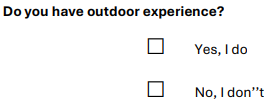 Do you have outdoor experience?
☐ Yes, I do
☐ No, I don’’t